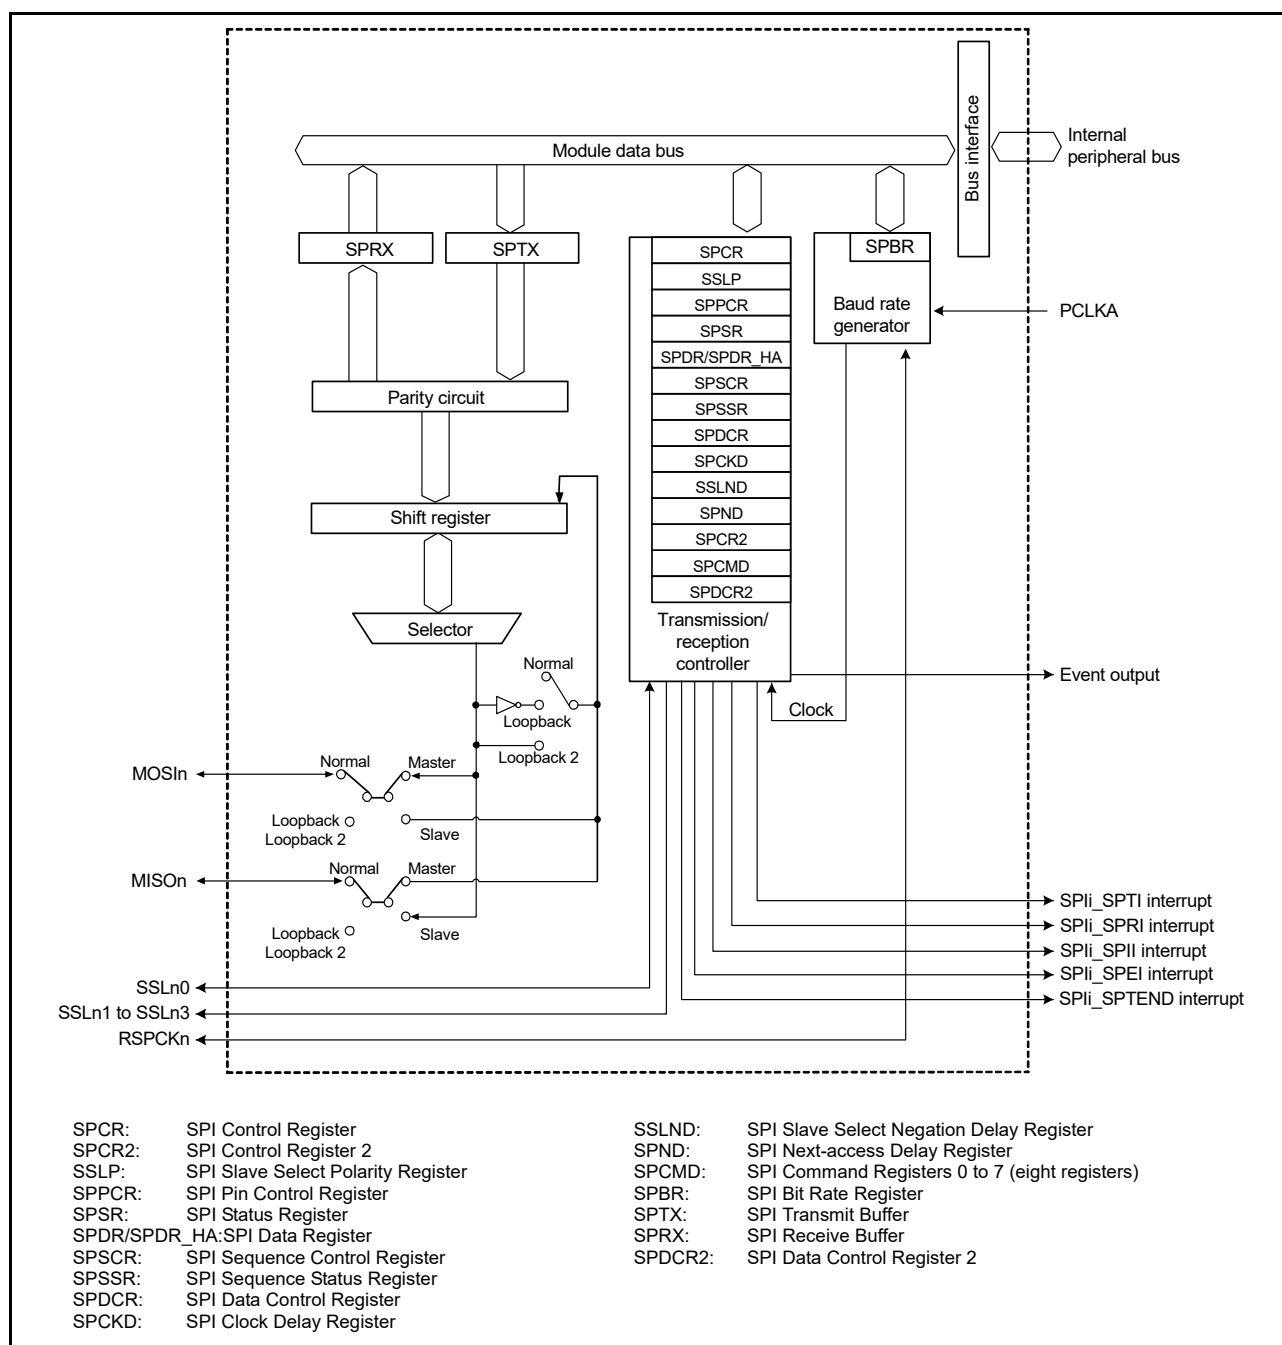 Bus interface
Internal
peripheral bus
Module data bus
SPRX
SPTX
SPCR
SSLP
SPPCR
SPSR
SPDR/SPDR_HA
SPSCR
SPSSR
SPDCR
SPCKD
SSLND
SPND
SPCR2
SPCMD
SPDCR2
Transmission/
reception
controller
SPBR
Baud rate
generator
PCLKA
Parity circuit
Shift register
Selector
Normal
Loopback
Loopback 2
Clock
Event output
MOSIn
Normal
Master
Loopback
Loopback 2
Slave
MISOn
Normal
Master
Loopback
Loopback 2
Slave
SSLn0
SSLn1 to SSLn3
RSPCKn
SPIi_SPTI interrupt
SPIi_SPRI interrupt
SPIi_SPII interrupt
SPIi_SPEI interrupt
SPIi_SPTEND interrupt
SPCR: SPI Control Register
SPCR2: SPI Control Register 2
SSLP: SPI Slave Select Polarity Register
SPPCR: SPI Pin Control Register
SPSR: SPI Status Register
SPDR/SPDR_HA:SPI Data Register
SPSCR: SPI Sequence Control Register
SPSSR: SPI Sequence Status Register
SPDCR: SPI Data Control Register
SPCKD: SPI Clock Delay Register
SSLND: SPI Slave Select Negation Delay Register
SPND: SPI Next-access Delay Register
SPCMD: SPI Command Registers 0 to 7 (eight registers)
SPBR: SPI Bit Rate Register
SPTX: SPI Transmit Buffer
SPRX: SPI Receive Buffer
SPDCR2: SPI Data Control Register 2